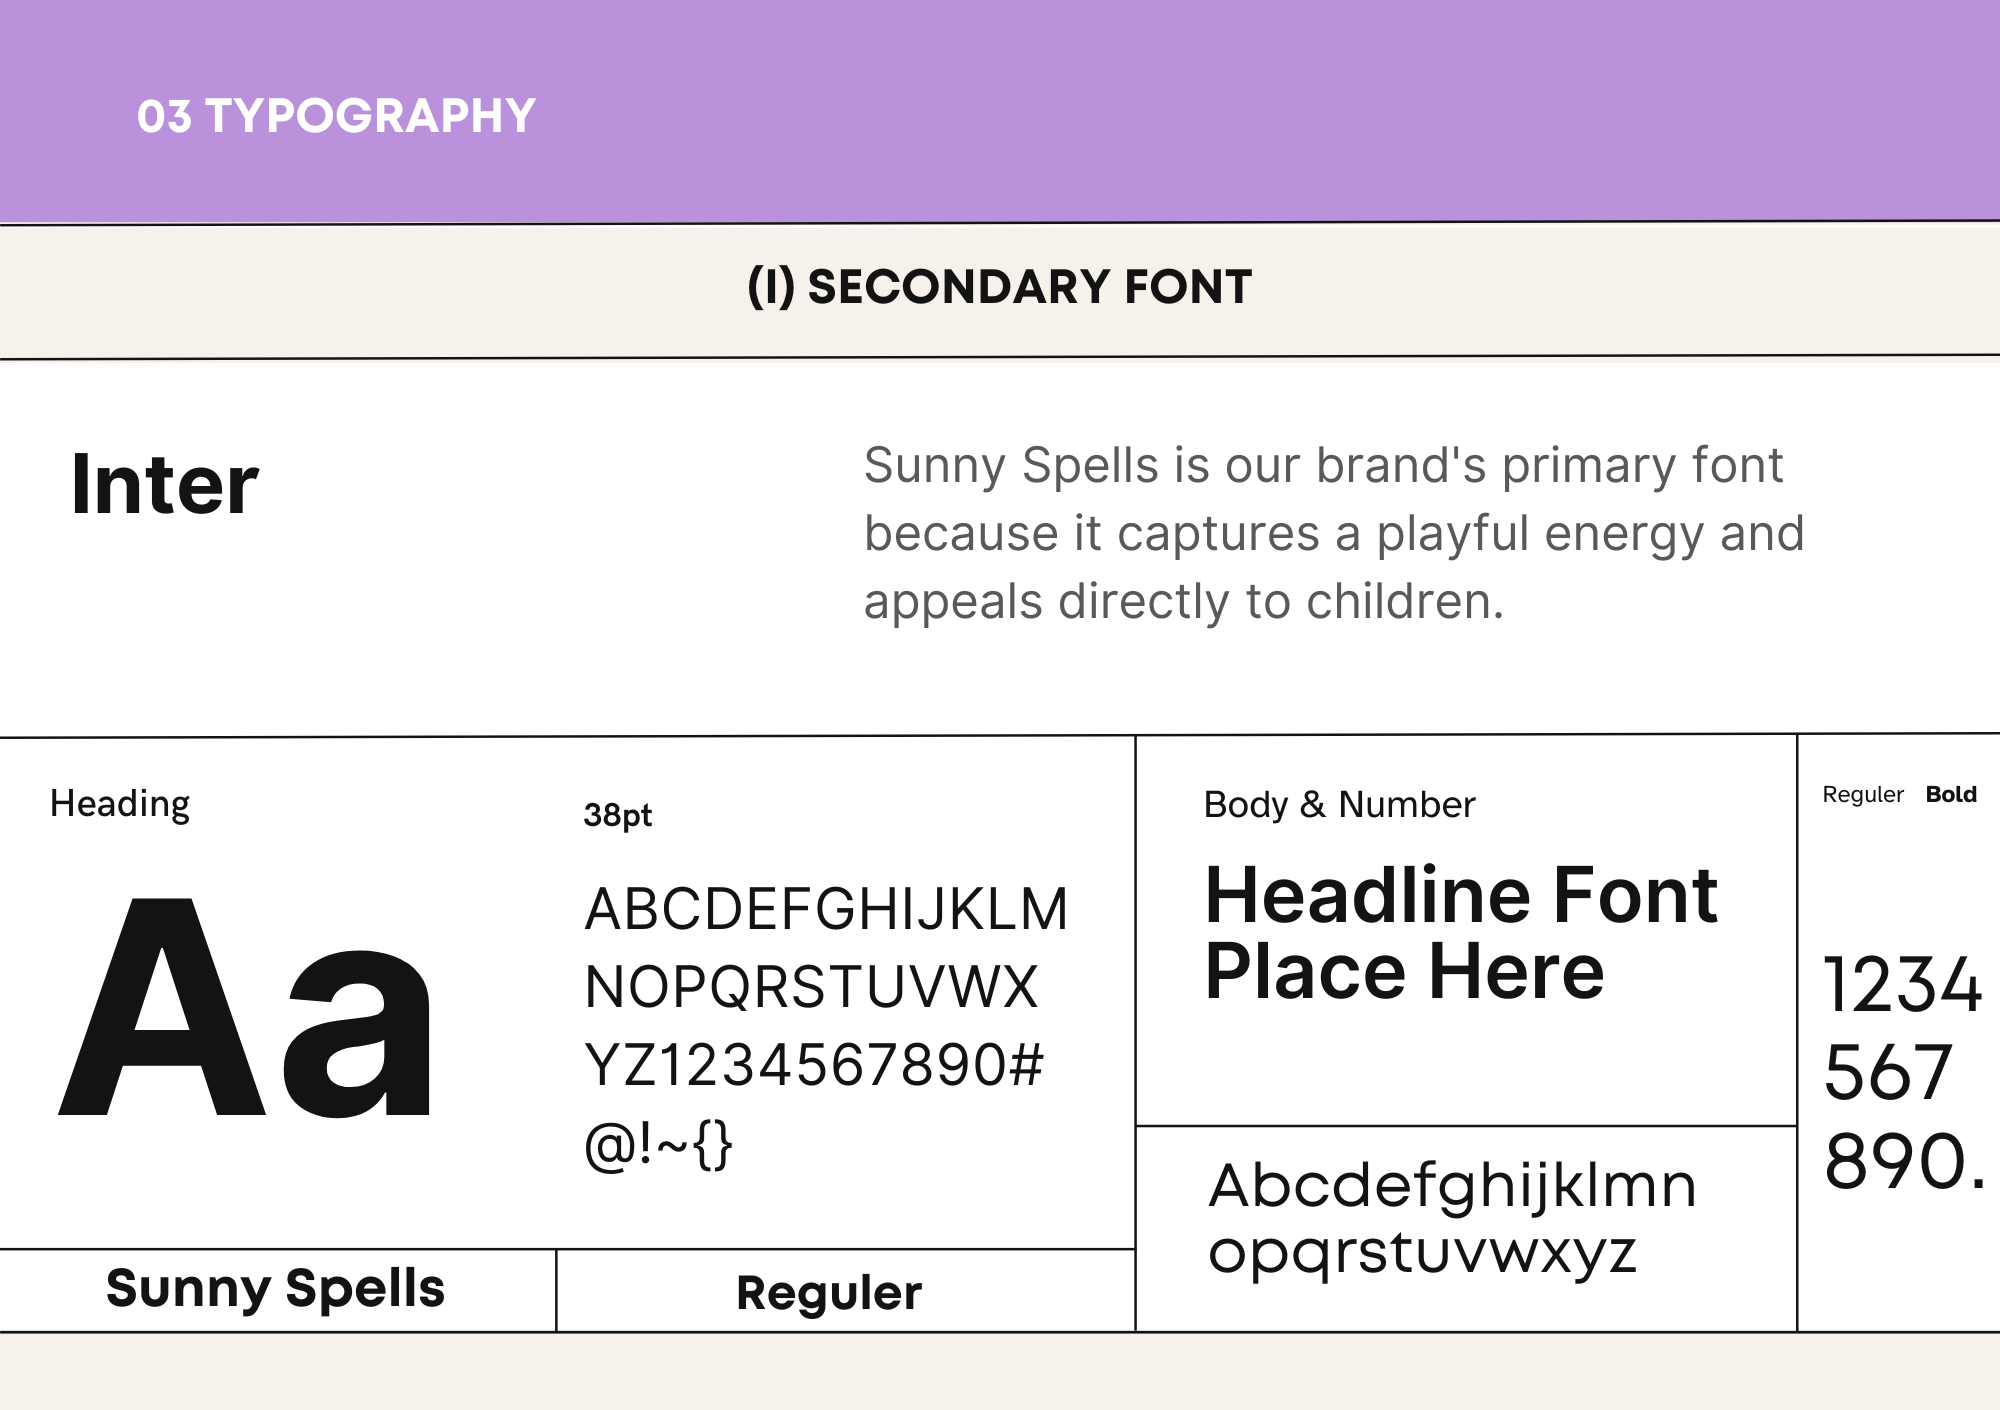 03 TYPOGRAPHY
(I) SECONDARY FONT
Inter
Sunny Spells is our brand's primary font
because it captures a playful energy and
appeals directly to children.
Heading
Aa
38pt
ABCDEFGHIJKLM
NOPQRSTUVWX
YZ1234567890#
@!~{}
Sunny Spells
Reguler
Body & Number
Headline Font
Place Here
Abcdefghijklmn
opqrstuvwxyz
Reguler Bold
1234
567
890.